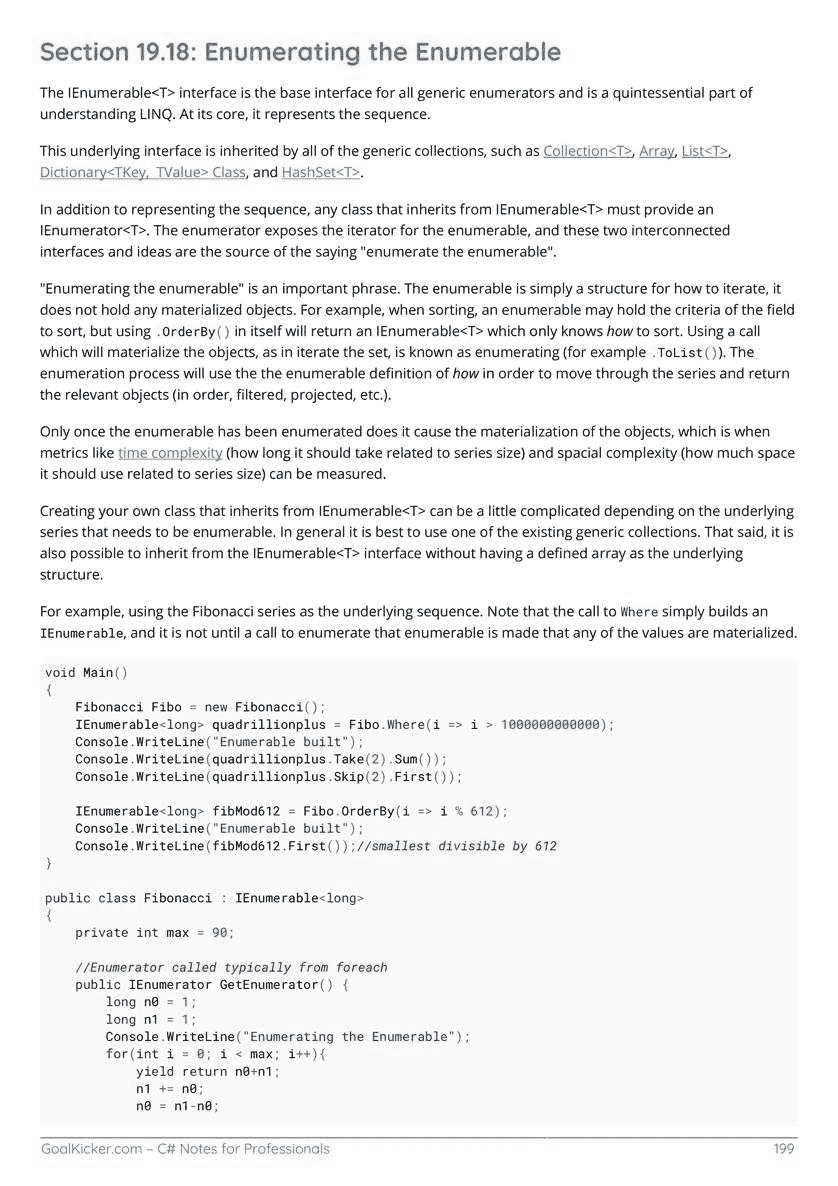 Section 19.18: Enumerating the Enumerable
The IEnumerable<T> interface is the base interface for all generic enumerators and is a quintessential part of
understanding LINQ. At its core, it represents the sequence.
This underlying interface is inherited by all of the generic collections, such as Collection<T>, Array, List<T>,
Dictionary<TKey, TValue> Class, and HashSet<T>.
In addition to representing the sequence, any class that inherits from IEnumerable<T> must provide an
IEnumerator<T>. The enumerator exposes the iterator for the enumerable, and these two interconnected
interfaces and ideas are the source of the saying "enumerate the enumerable".
"Enumerating the enumerable" is an important phrase. The enumerable is simply a structure for how to iterate, it
does not hold any materialized objects. For example, when sorting, an enumerable may hold the criteria of the field
to sort, but using .OrderBy() in itself will return an IEnumerable<T> which only knows how to sort. Using a call
which will materialize the objects, as in iterate the set, is known as enumerating (for example .ToList()). The
enumeration process will use the the enumerable definition of how in order to move through the series and return
the relevant objects (in order, filtered, projected, etc.).
Only once the enumerable has been enumerated does it cause the materialization of the objects, which is when
metrics like time complexity (how long it should take related to series size) and spacial complexity (how much space
it should use related to series size) can be measured.
Creating your own class that inherits from IEnumerable<T> can be a little complicated depending on the underlying
series that needs to be enumerable. In general it is best to use one of the existing generic collections. That said, it is
also possible to inherit from the IEnumerable<T> interface without having a defined array as the underlying
structure.
For example, using the Fibonacci series as the underlying sequence. Note that the call to Where simply builds an
IEnumerable, and it is not until a call to enumerate that enumerable is made that any of the values are materialized.
void Main()
{
    Fibonacci Fibo = new Fibonacci();
    IEnumerable<long> quadrillionplus = Fibo.Where(i => i > 1000000000000);
    Console.WriteLine("Enumerable built");
    Console.WriteLine(quadrillionplus.Take(2).Sum());
    Console.WriteLine(quadrillionplus.Skip(2).First());
    IEnumerable<long> fibMod612 = Fibo.OrderBy(i => i % 612);
    Console.WriteLine("Enumerable built");
    Console.WriteLine(fibMod612.First());//smallest divisible by 612
}
public class Fibonacci : IEnumerable<long>
{
    private int max = 90;
    //Enumerator called typically from foreach
    public IEnumerator GetEnumerator() {
        long n0 = 1;
        long n1 = 1;
        Console.WriteLine("Enumerating the Enumerable");
        for(int i = 0; i < max; i++){
            yield return n0+n1;
            n1 += n0;
            n0 = n1-n0;
GoalKicker.com – C# Notes for Professionals
199